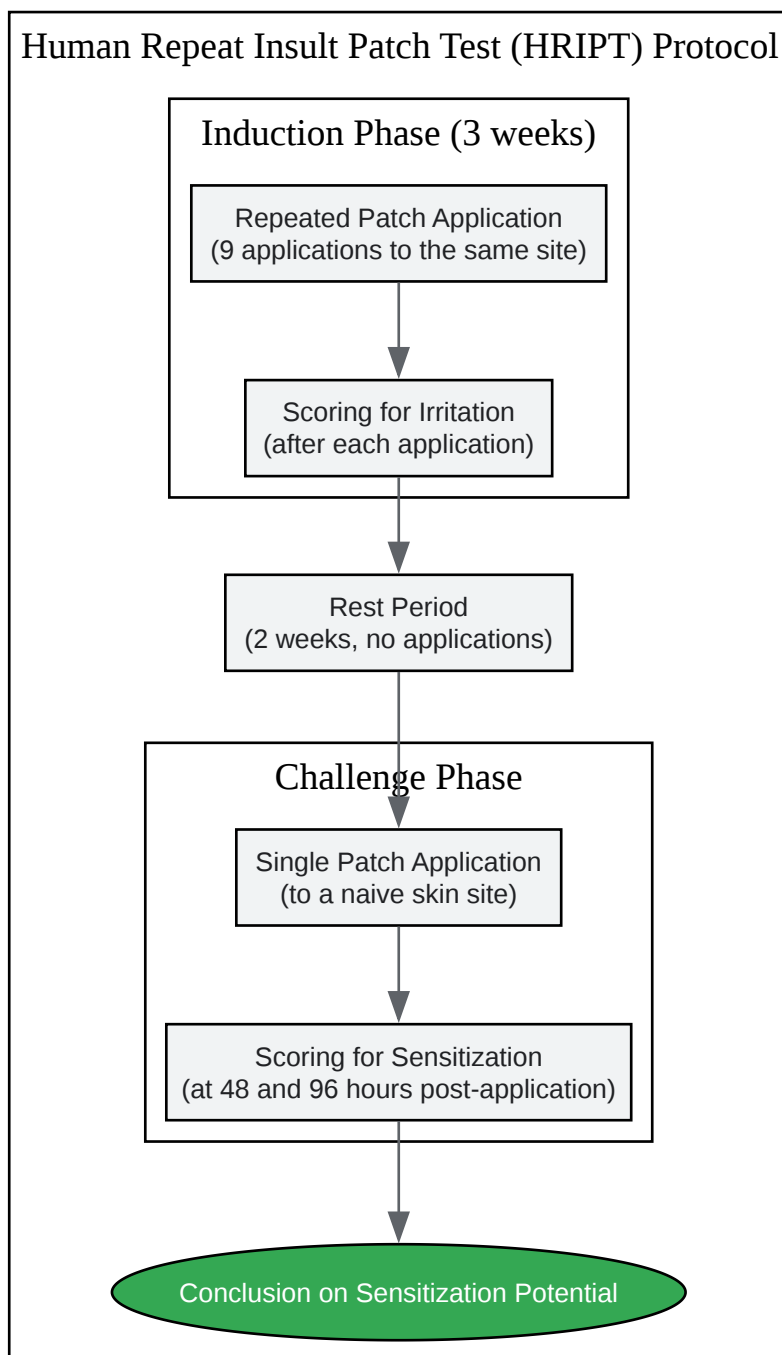 Human Repeat Insult Patch Test (HRIPT) Protocol
Induction Phase (3 weeks)
Repeated Patch Application
(9 applications to the same site)
Scoring for Irritation
(after each application)
Rest Period
(2 weeks, no applications)
Challenge Phase
Single Patch Application
(to a naive skin site)
Scoring for Sensitization
(at 48 and 96 hours post-application)
Conclusion on Sensitization Potential